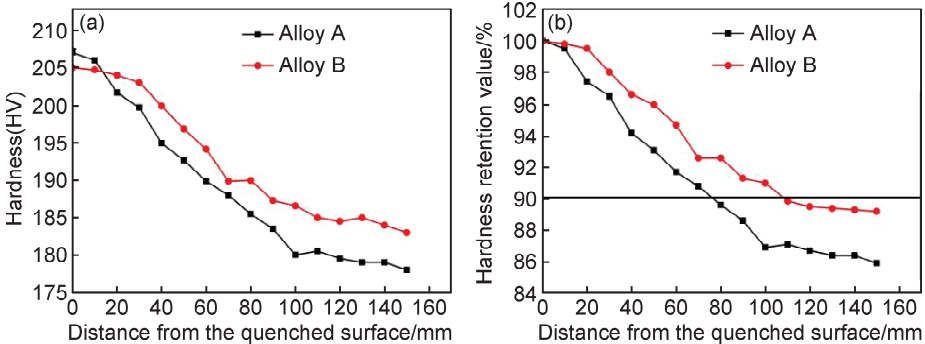 (a)
Alloy A
Alloy B
Hardness(HV)
210
205
200
195
190
185
180
175
0 20 40 60 80 100 120 140 160
Distance from the quenched surface/mm
(b)
Alloy A
Alloy B
Hardness retention value/%
102
100
98
96
94
92
90
88
86
84
0 20 40 60 80 100 120 140 160
Distance from the quenched surface/mm